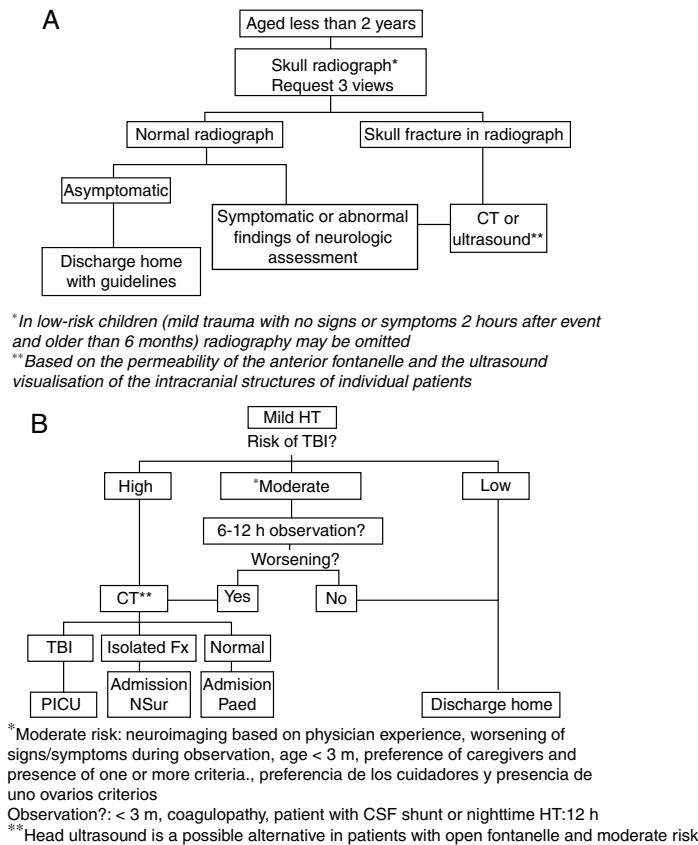 A
Aged less than 2 years
Skull radiograph*
Request 3 views
Normal radiograph
Skull fracture in radiograph
Asymptomatic
Symptomatic or abnormal
findings of neurologic
assessment
CT or
ultrasound**
Discharge home
with guidelines
*In low-risk children (mild trauma with no signs or symptoms 2 hours after event
and older than 6 months) radiography may be omitted
**Based on the permeability of the anterior fontanelle and the ultrasound
visualisation of the intracranial structures of individual patients
B
Mild HT
Risk of TBI?
High
*Moderate
Low
6-12 h observation?
Worsening?
CT**
Yes
No
TBI
Isolated Fx
Normal
PICU
Admission
NSur
Admision
Paed
Discharge home
*Moderate risk: neuroimaging based on physician experience, worsening of
signs/symptoms during observation, age < 3 m, preference of caregivers and
presence of one or more criteria., preferencia de los cuidadores y presencia de
uno ovarios criterios
Observation?: < 3 m, coagulopathy, patient with CSF shunt or nighttime HT:12 h
**Head ultrasound is a possible alternative in patients with open fontanelle and moderate risk